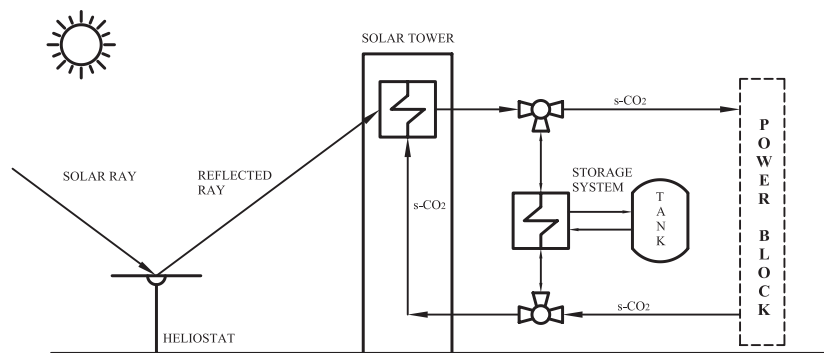 SOLAR TOWER
s-CO2
SOLAR RAY
REFLECTED
RAY
STORAGE
SYSTEM
s-CO2
TANK
POWER BLOCK
s-CO2
HELIOSTAT